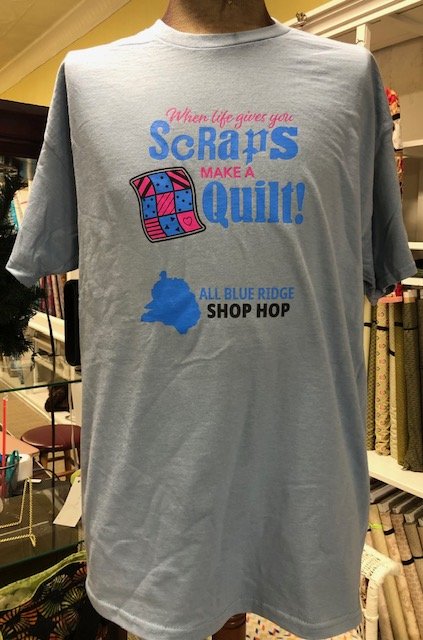 When life gives you
ScRaps
MAKE A
Quilt!
ALL BLUE RIDGE
SHOP HOP